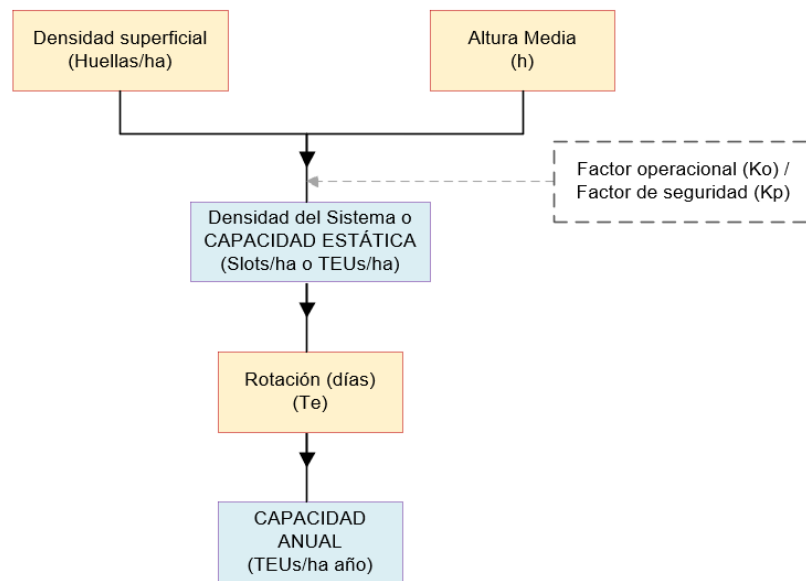 Densidad superficial
(Huellas/ha)
Altura Media
(h)
Factor operacional (Ko) /
Factor de seguridad (Kp)
Densidad del Sistema o
CAPACIDAD ESTÁTICA
(Slots/ha o TEUs/ha)
Rotación (días)
(Te)
CAPACIDAD
ANUAL
(TEUs/ha año)